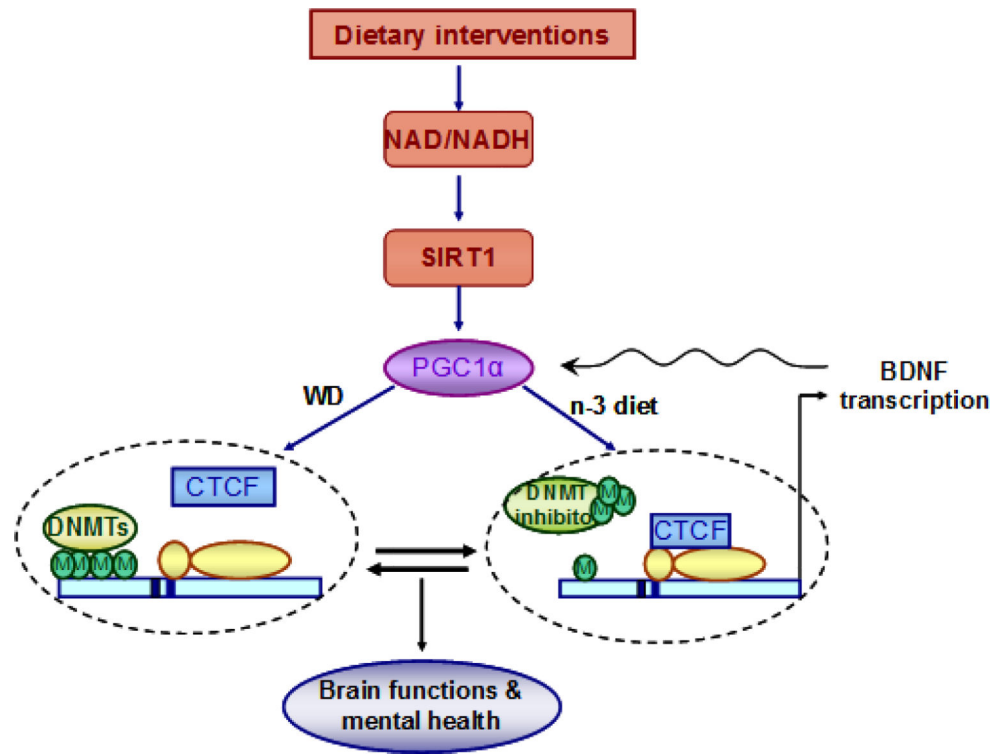 Dietary interventions
NAD/NADH
SIRT1
PGC1α
BDNF
transcription
WD
n-3 diet
CTCF
DNMTs
M M M M
DNMT
inhibito
M M
M
CTCF
M
Brain functions &
mental health